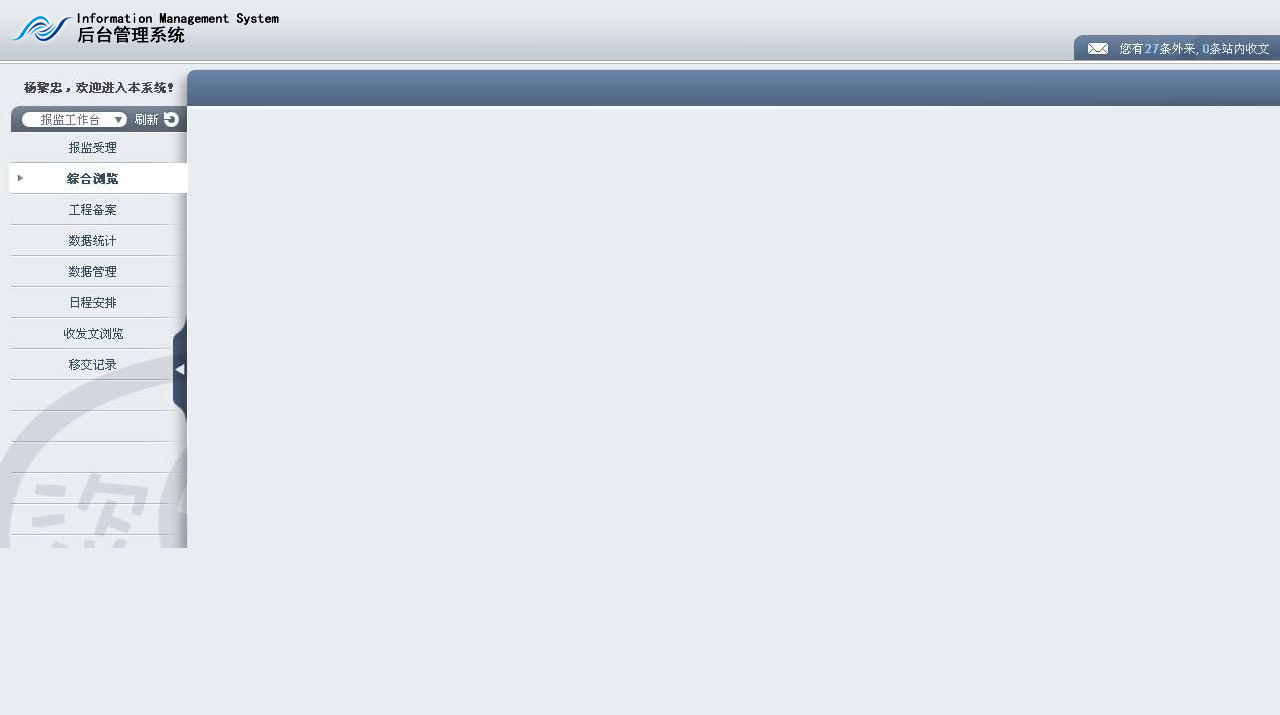 Information Management System
后台管理系统
您有27条外来, 0条站内收文
杨黎忠，欢迎进入本系统！
报监工作台 刷新
报监受理
综合浏览
工程备案
数据统计
数据管理
日程安排
收发文浏览
移交记录